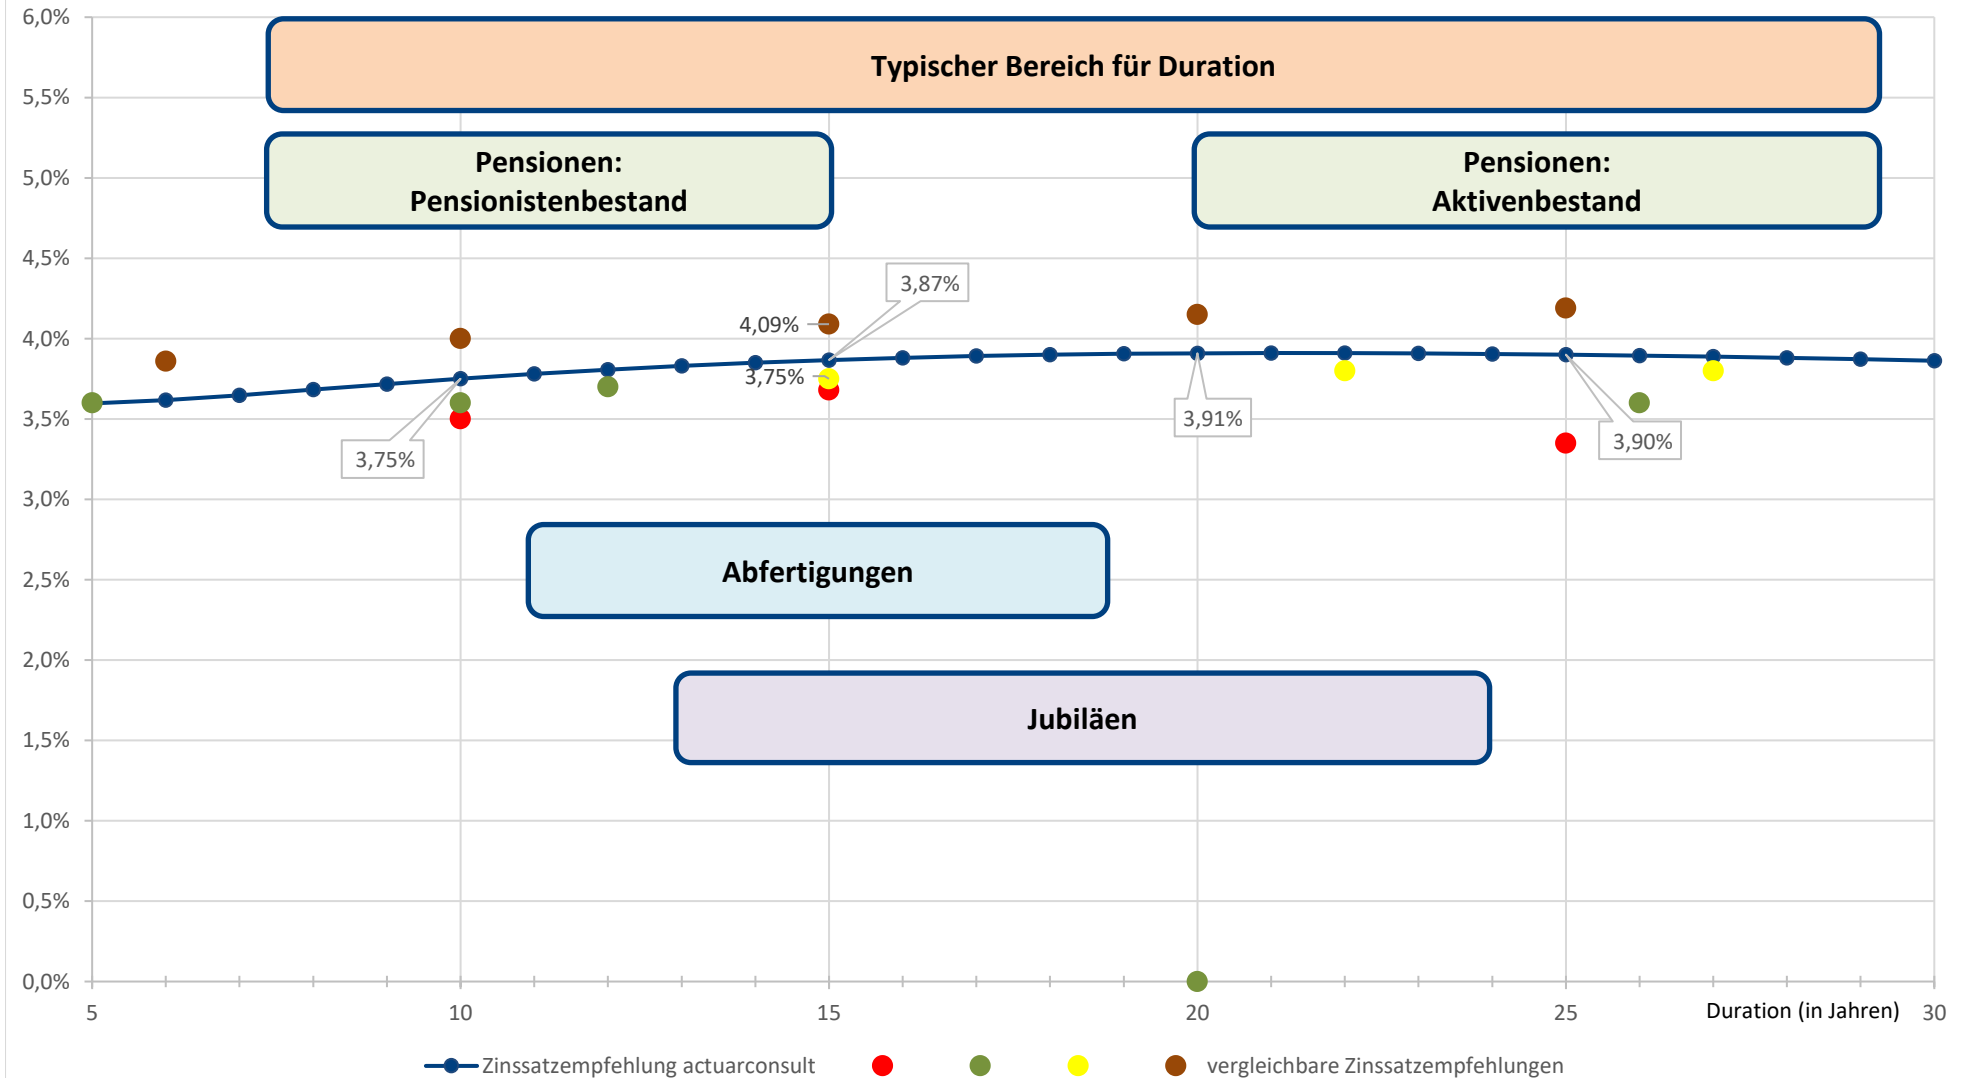 6,0%
Typischer Bereich für Duration
5,5%
Pensionen:
Pensionistenbestand
Pensionen:
Aktivenbestand
5,0%
4,5%
3,87%
4,09%
4,0%
3,75%
3,5%
3,91%
3,90%
3,75%
3,0%
Abfertigungen
2,5%
2,0%
Jubiläen
1,5%
1,0%
0,5%
0,0%
5 10 15 20 25 Duration (in Jahren) 30
Zinssatzempfehlung actuarconsult vergleichbare Zinssatzempfehlungen